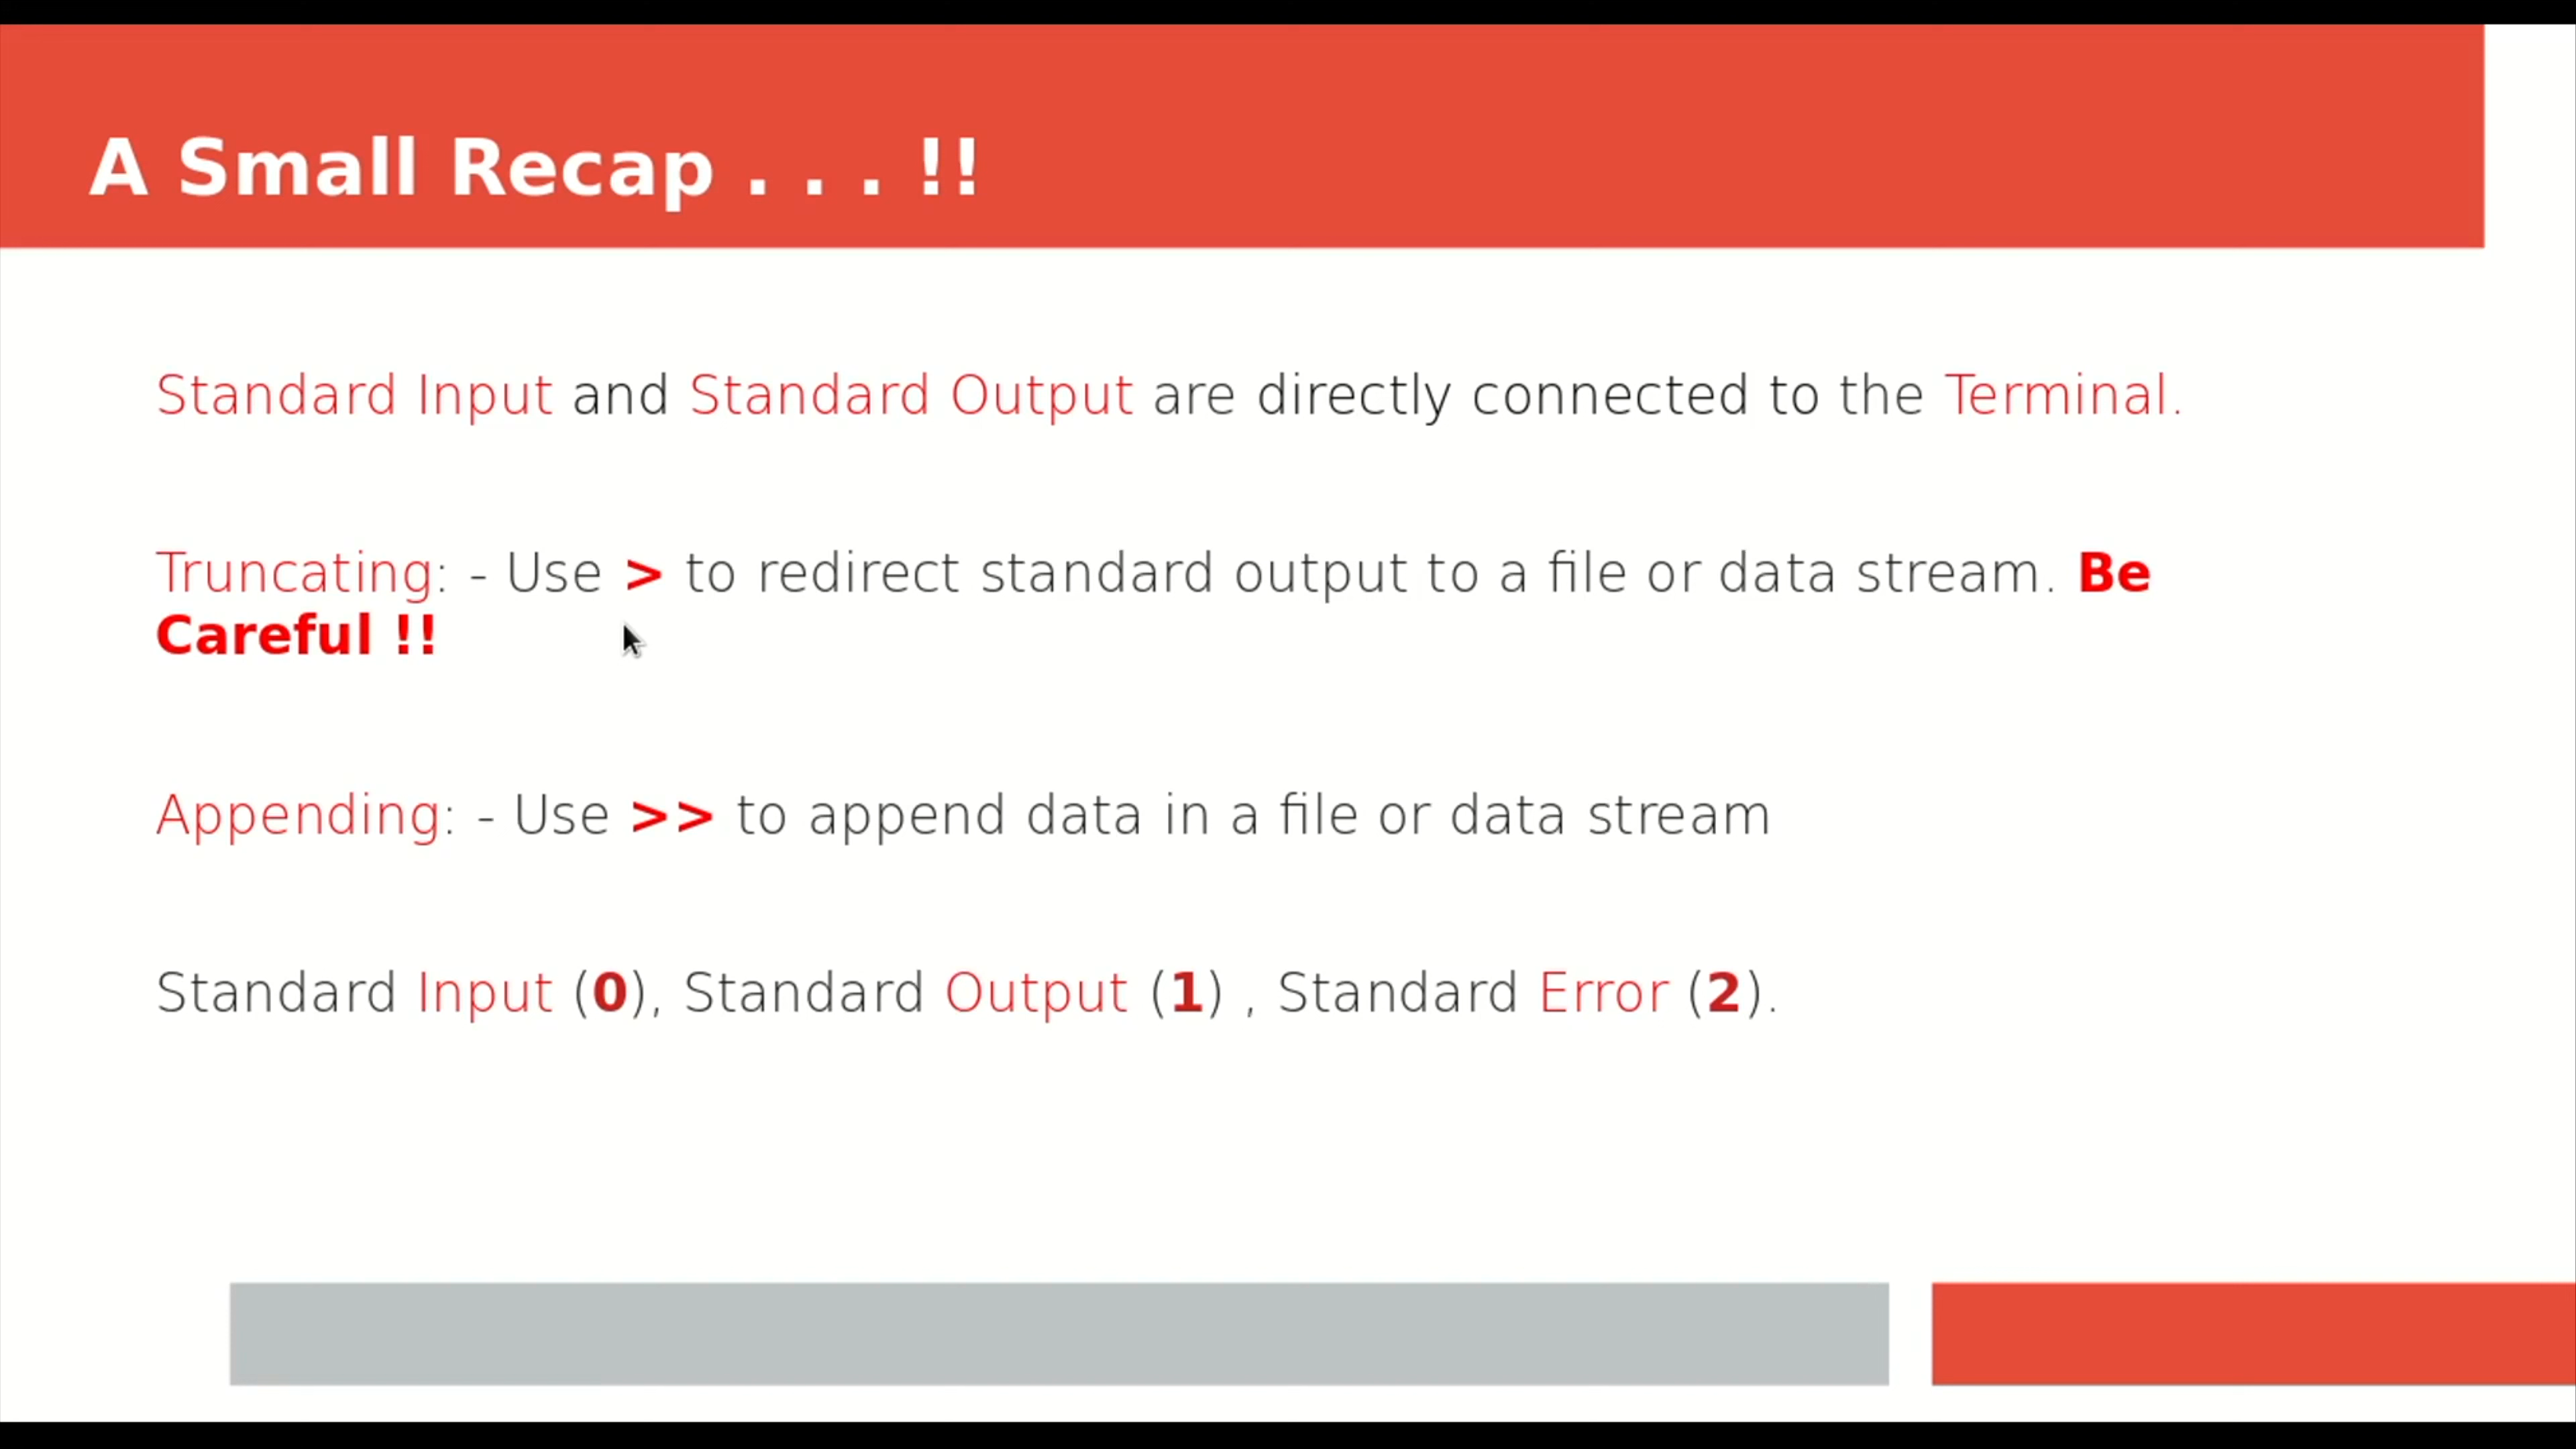 A Small Recap . . . !!
Standard Input and Standard Output are directly connected to the Terminal.
Truncating: - Use > to redirect standard output to a file or data stream. Be
Careful !!
Appending: - Use >> to append data in a file or data stream
Standard Input (0), Standard Output (1) , Standard Error (2).